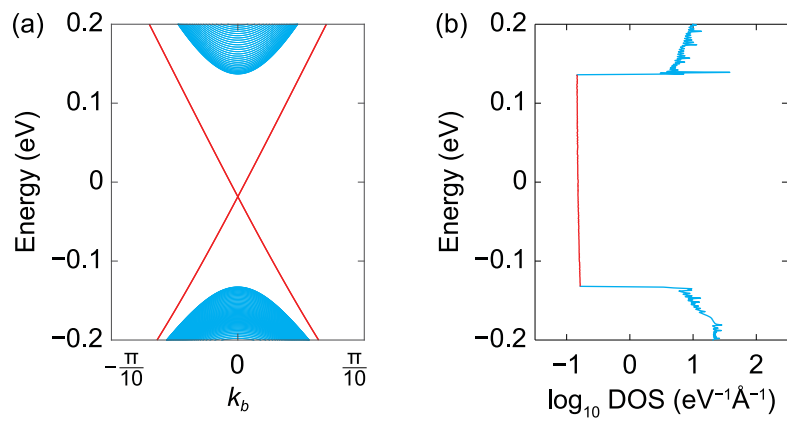 (a)
0.2
0.1
0
−0.1
−0.2
Energy (eV)
−π/10
0
π/10
k_b
(b)
0.2
0.1
0
−0.1
−0.2
Energy (eV)
−1
0
1
2
log₁₀ DOS (eV⁻¹Å⁻¹)